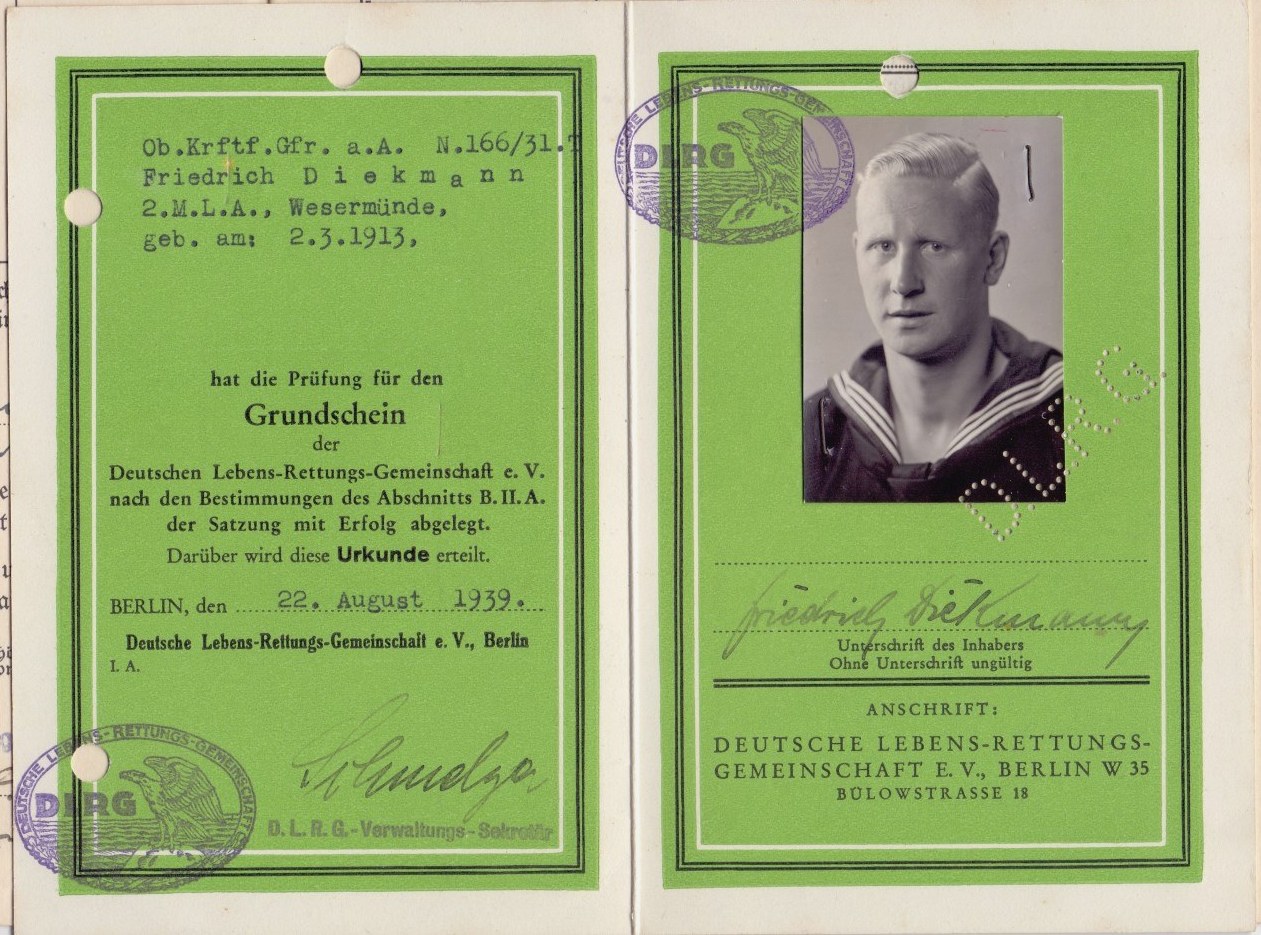 Ob.Krftf.Gfr. a.A. N.166/31.T
Friedrich Diekmann
2.M.L.A., Wesermünde,
geb. am: 2.3.1913,
hat die Prüfung für den
Grundschein
der
Deutschen Lebens-Rettungs-Gemeinschaft e. V.
nach den Bestimmungen des Abschnitts B.II.A.
der Satzung mit Erfolg abgelegt.
Darüber wird diese Urkunde erteilt.
BERLIN, den 22. August 1939.
Deutsche Lebens-Rettungs-Gemeinschaft e. V., Berlin
I. A.
D.L.R.G.-Verwaltungs-Sekretär
DEUTSCHE LEBENS-RETTUNGS-GEMEINSCHAFT
DLRG
DEUTSCHE LEBENS-RETTUNGS-GEMEINSCHAFT
DLRG
D.L.R.G.
Friedrich Diekmann
Unterschrift des Inhabers
Ohne Unterschrift ungültig
ANSCHRIFT:
DEUTSCHE LEBENS-RETTUNGS-
GEMEINSCHAFT E.V., BERLIN W 35
BÜLOWSTRASSE 18